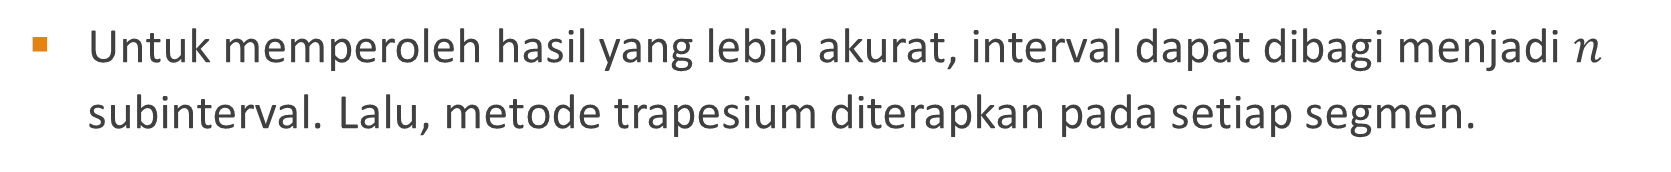 ▪ Untuk memperoleh hasil yang lebih akurat, interval dapat dibagi menjadi 𝑛
subinterval. Lalu, metode trapesium diterapkan pada setiap segmen.